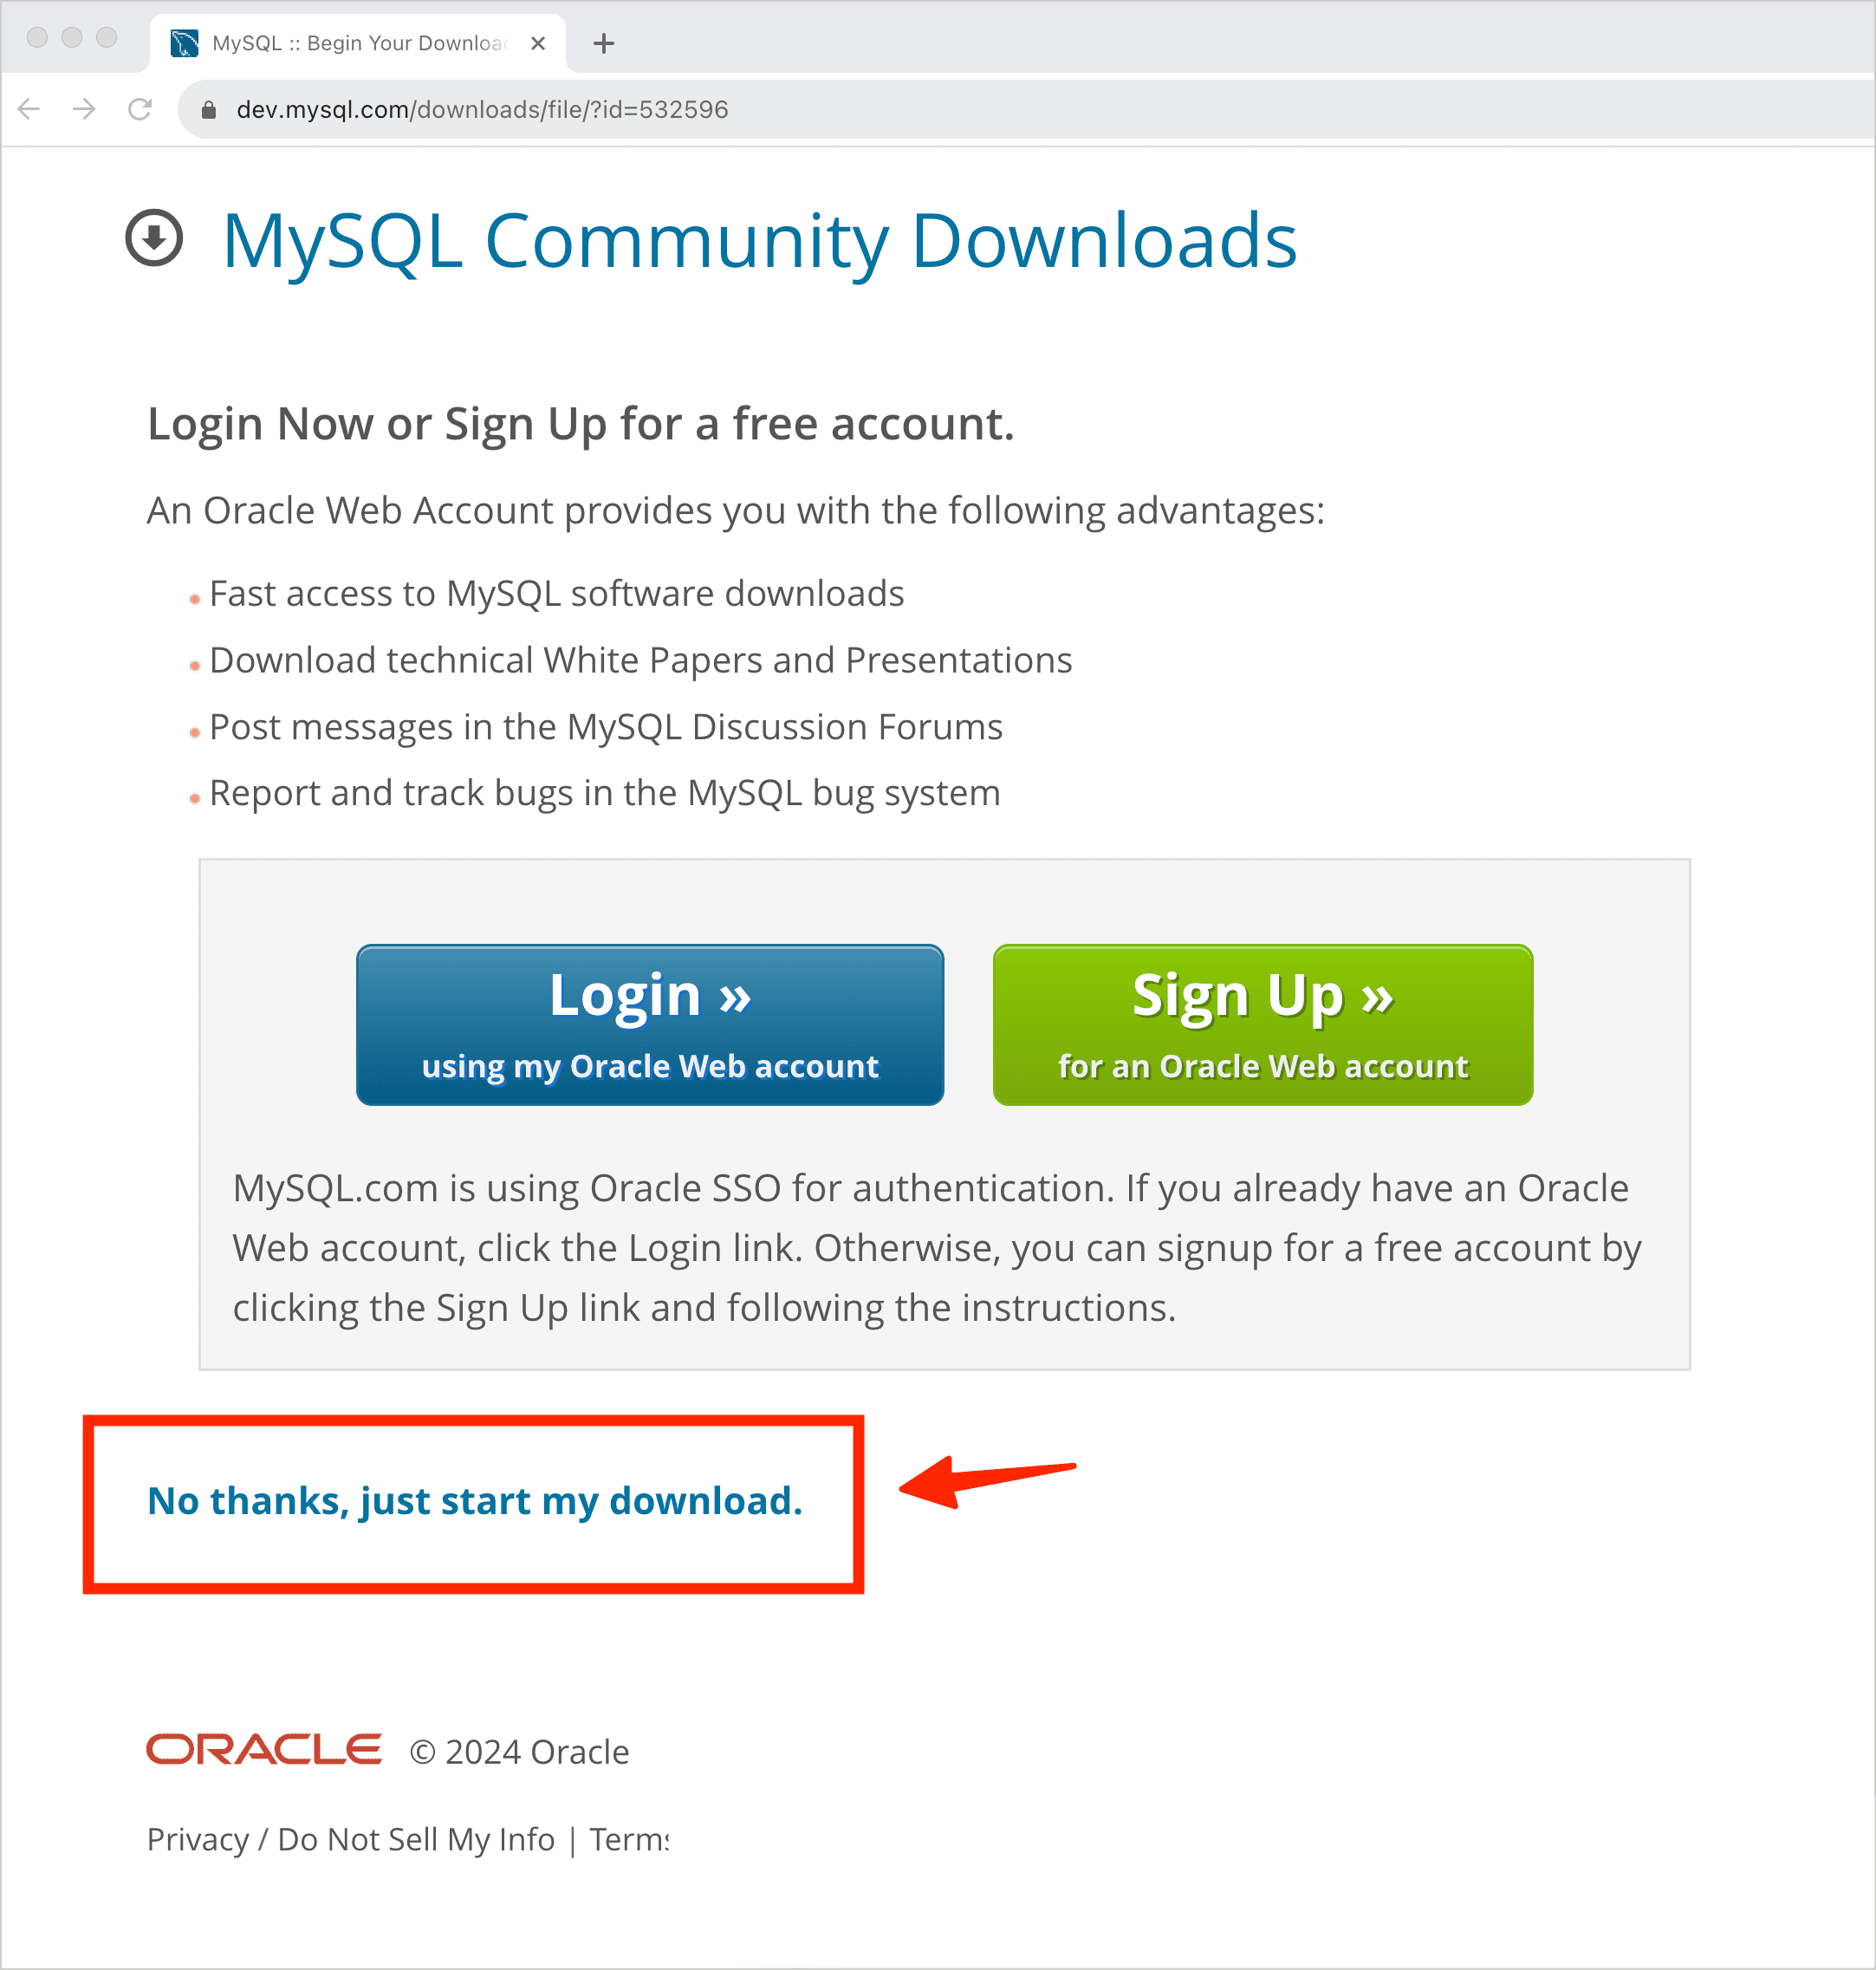 MySQL :: Begin Your Downloa
dev.mysql.com/downloads/file/?id=532596
MySQL Community Downloads
Login Now or Sign Up for a free account.
An Oracle Web Account provides you with the following advantages:
Fast access to MySQL software downloads
Download technical White Papers and Presentations
Post messages in the MySQL Discussion Forums
Report and track bugs in the MySQL bug system
Login »
using my Oracle Web account
Sign Up »
for an Oracle Web account
MySQL.com is using Oracle SSO for authentication. If you already have an Oracle
Web account, click the Login link. Otherwise, you can signup for a free account by
clicking the Sign Up link and following the instructions.
No thanks, just start my download.
ORACLE © 2024 Oracle
Privacy / Do Not Sell My Info | Terms